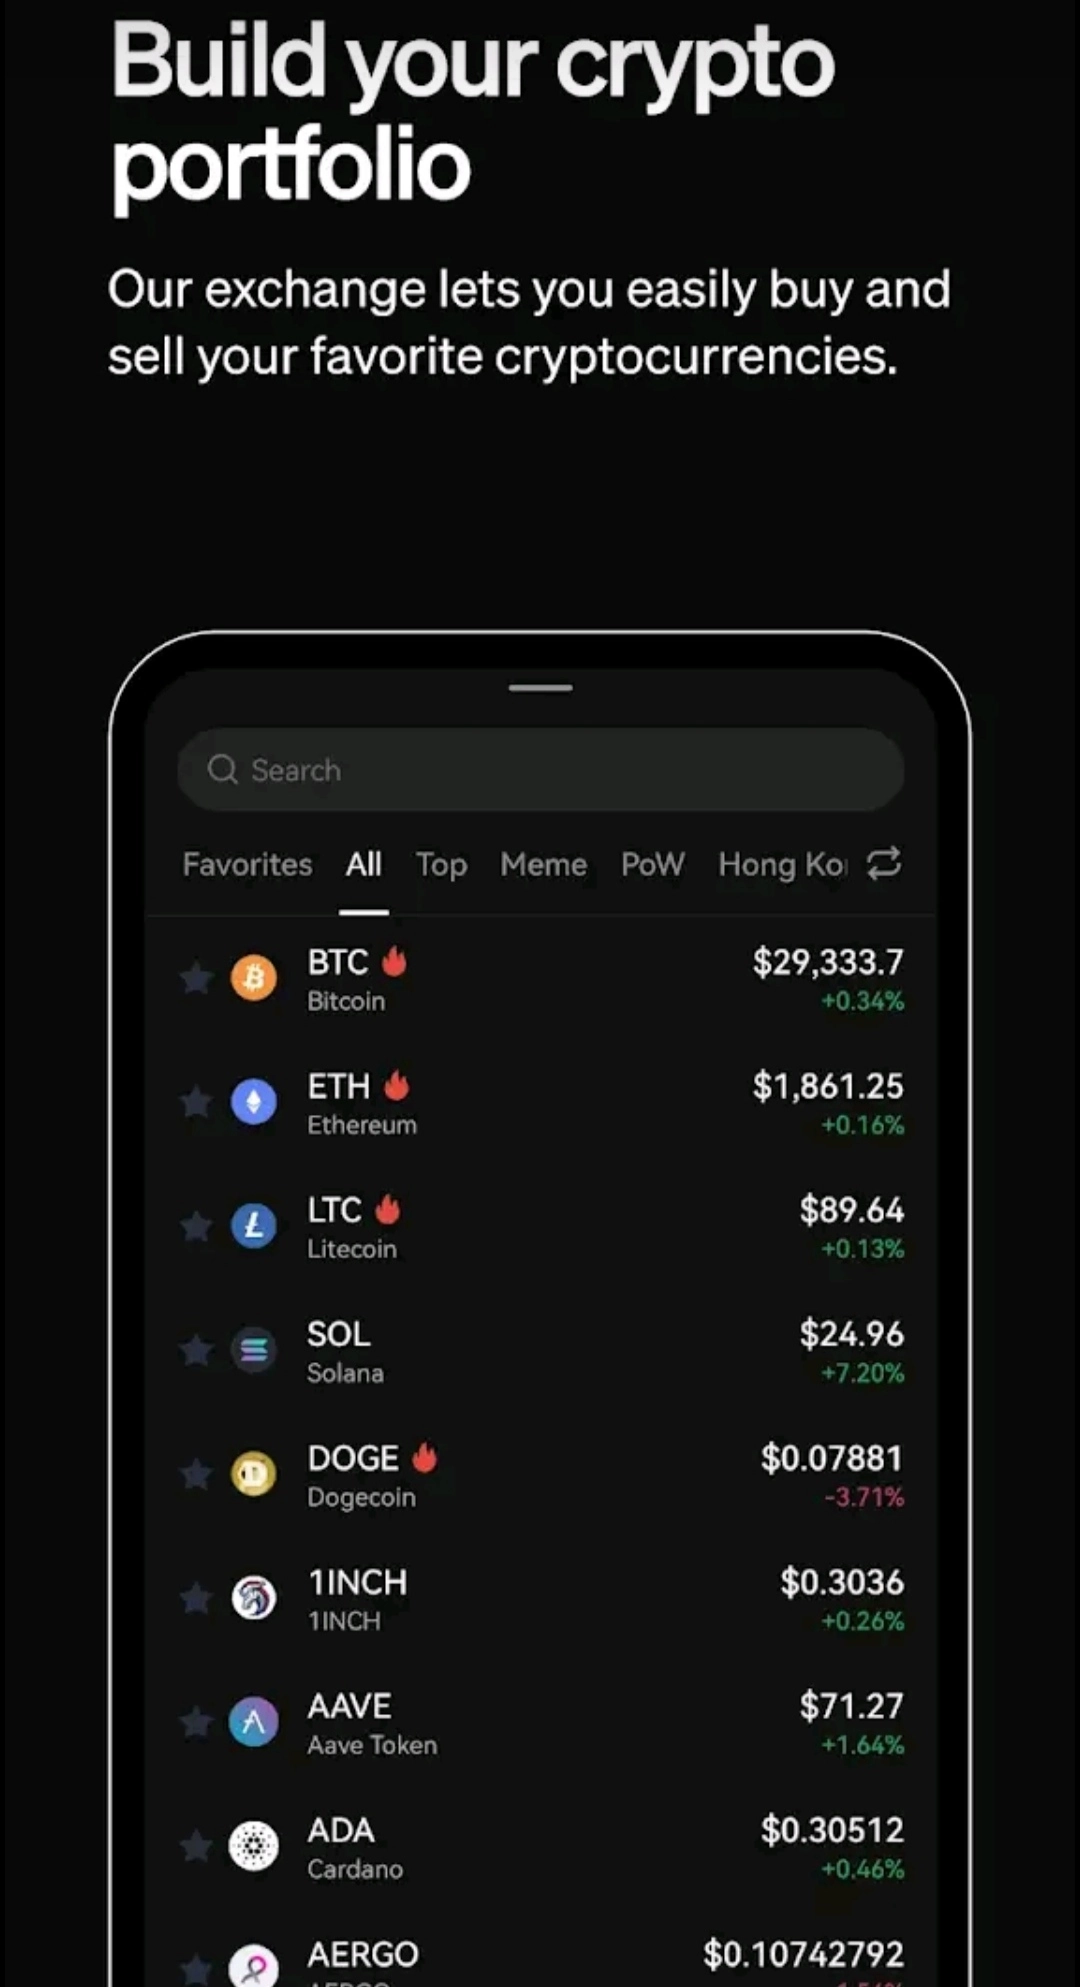 Build your crypto
portfolio
Our exchange lets you easily buy and
sell your favorite cryptocurrencies.
Search
Favorites All Top Meme PoW Hong Ko
BTC $29,333.7
Bitcoin +0.34%
ETH $1,861.25
Ethereum +0.16%
LTC $89.64
Litecoin +0.13%
SOL $24.96
Solana +7.20%
DOGE $0.07881
Dogecoin -3.71%
1INCH $0.3036
1INCH +0.26%
AAVE $71.27
Aave Token +1.64%
ADA $0.30512
Cardano +0.46%
AERGO $0.10742792